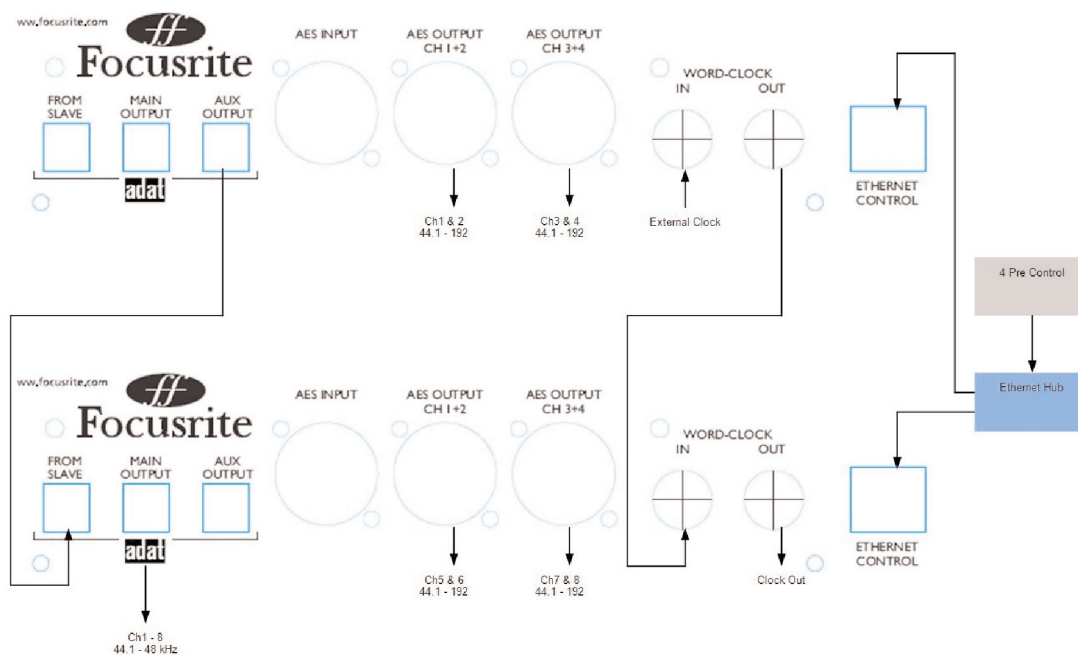 ww.focusrite.com
ff
Focusrite
FROM
SLAVE
MAIN
OUTPUT
AUX
OUTPUT
adat
AES INPUT
AES OUTPUT
CH 1+2
AES OUTPUT
CH 3+4
WORD-CLOCK
IN
OUT
ETHERNET
CONTROL
Ch1 & 2
44.1 - 192
Ch3 & 4
44.1 - 192
External Clock
4 Pre Control
Ethernet Hub
ww.focusrite.com
ff
Focusrite
FROM
SLAVE
MAIN
OUTPUT
AUX
OUTPUT
adat
AES INPUT
AES OUTPUT
CH 1+2
AES OUTPUT
CH 3+4
WORD-CLOCK
IN
OUT
ETHERNET
CONTROL
Ch1 - 8
44.1 - 48 kHz
Ch5 & 6
44.1 - 192
Ch7 & 8
44.1 - 192
Clock Out